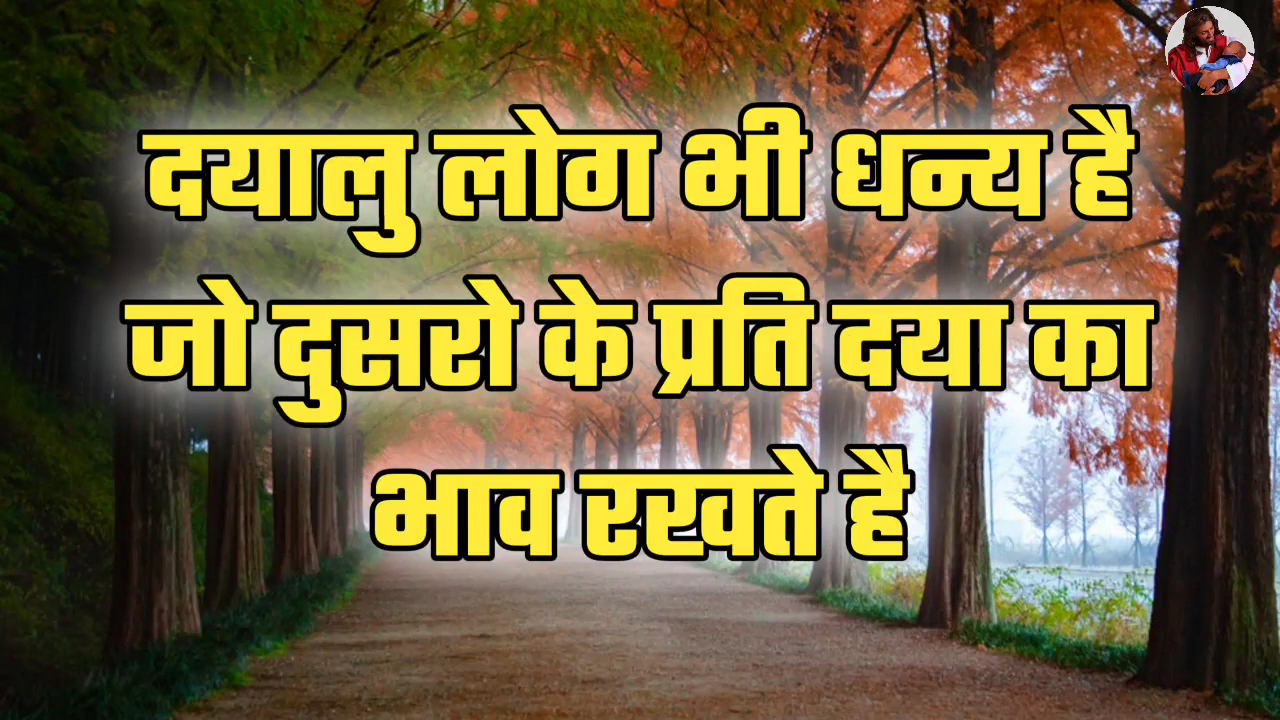 दयालु लोग भी धन्य है
जो दुसरो के प्रति दया का
भाव रखते है